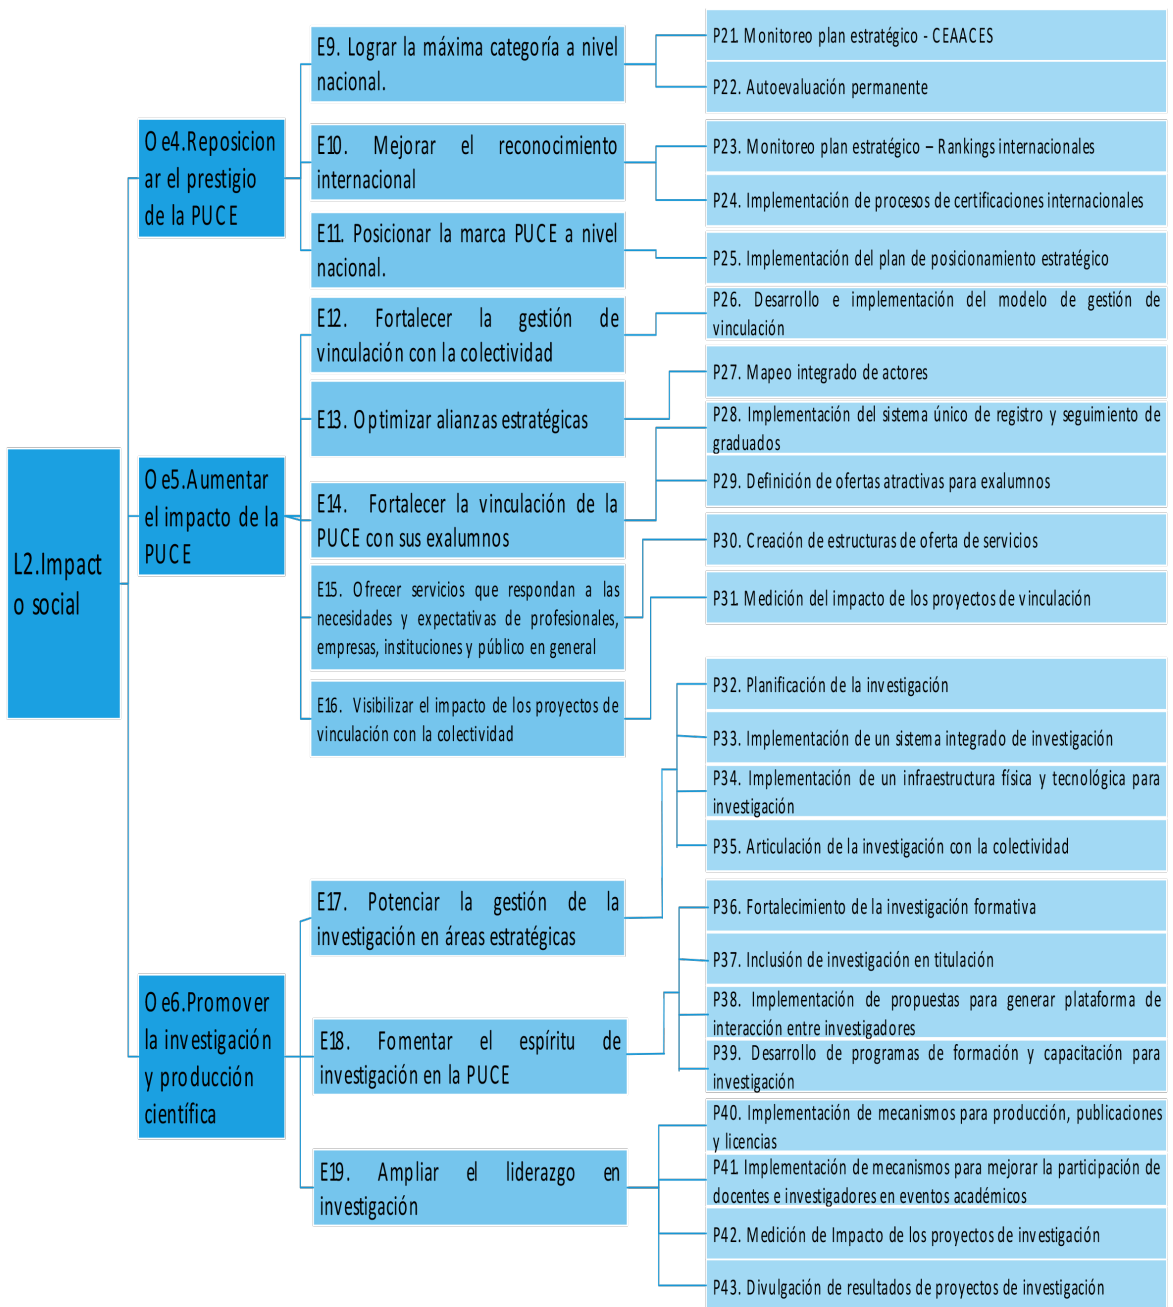 L2.Impact
o social
Oe4.Reposicion
ar el prestigio
de la PUCE
E9. Lograr la máxima categoría a nivel
nacional.
P21. Monitoreo plan estratégico - CEAACES
P22. Autoevaluación permanente
E10. Mejorar el reconocimiento
internacional
P23. Monitoreo plan estratégico – Rankings internacionales
P24. Implementación de procesos de certificaciones internacionales
E11. Posicionar la marca PUCE a nivel
nacional.
P25. Implementación del plan de posicionamiento estratégico
Oe5.Aumentar
el impacto de la
PUCE
E12. Fortalecer la gestión de
vinculación con la colectividad
P26. Desarrollo e implementación del modelo de gestión de
vinculación
E13. Optimizar alianzas estratégicas
P27. Mapeo integrado de actores
E14. Fortalecer la vinculación de la
PUCE con sus exalumnos
P28. Implementación del sistema único de registro y seguimiento de
graduados
P29. Definición de ofertas atractivas para exalumnos
E15. Ofrecer servicios que respondan a las
necesidades y expectativas de profesionales,
empresas, instituciones y público en general
P30. Creación de estructuras de oferta de servicios
E16. Visibilizar el impacto de los proyectos de
vinculación con la colectividad
P31. Medición del impacto de los proyectos de vinculación
Oe6.Promover
la investigación
y producción
científica
E17. Potenciar la gestión de la
investigación en áreas estratégicas
P32. Planificación de la investigación
P33. Implementación de un sistema integrado de investigación
P34. Implementación de un infraestructura física y tecnológica para
investigación
P35. Articulación de la investigación con la colectividad
E18. Fomentar el espíritu de
investigación en la PUCE
P36. Fortalecimiento de la investigación formativa
P37. Inclusión de investigación en titulación
P38. Implementación de propuestas para generar plataforma de
interacción entre investigadores
P39. Desarrollo de programas de formación y capacitación para
investigación
E19. Ampliar el liderazgo en
investigación
P40. Implementación de mecanismos para producción, publicaciones
y licencias
P41. Implementación de mecanismos para mejorar la participación de
docentes e investigadores en eventos académicos
P42. Medición de Impacto de los proyectos de investigación
P43. Divulgación de resultados de proyectos de investigación